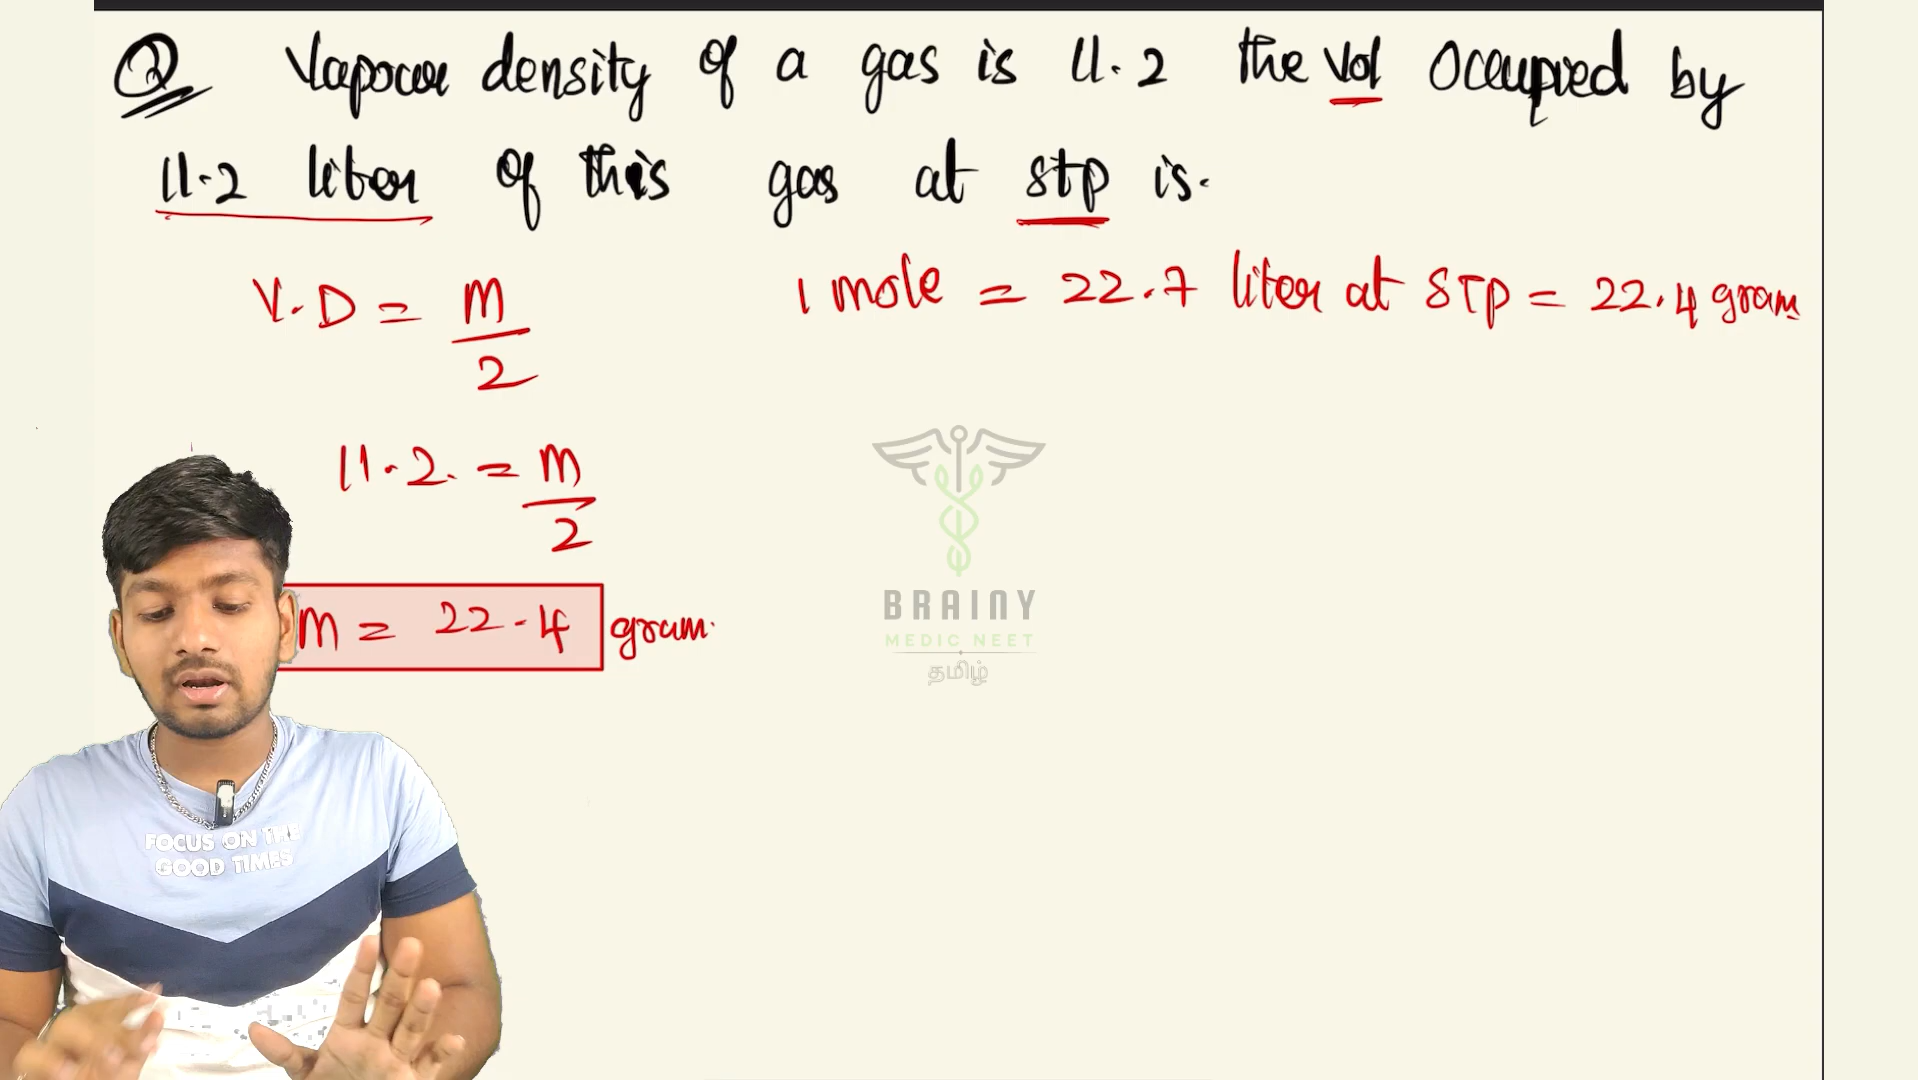 Q Vapour density of a gas is 11.2 the vol occupied by
11.2 liter of this gas at stp is.
V.D = m/2
1 mole = 22.7 liter at STP = 22.4 gram
11.2. = m/2
m = 22.4 gram.
BRAINY
MEDIC NEET
தமிழ்
FOCUS ON THE
GOOD TIMES